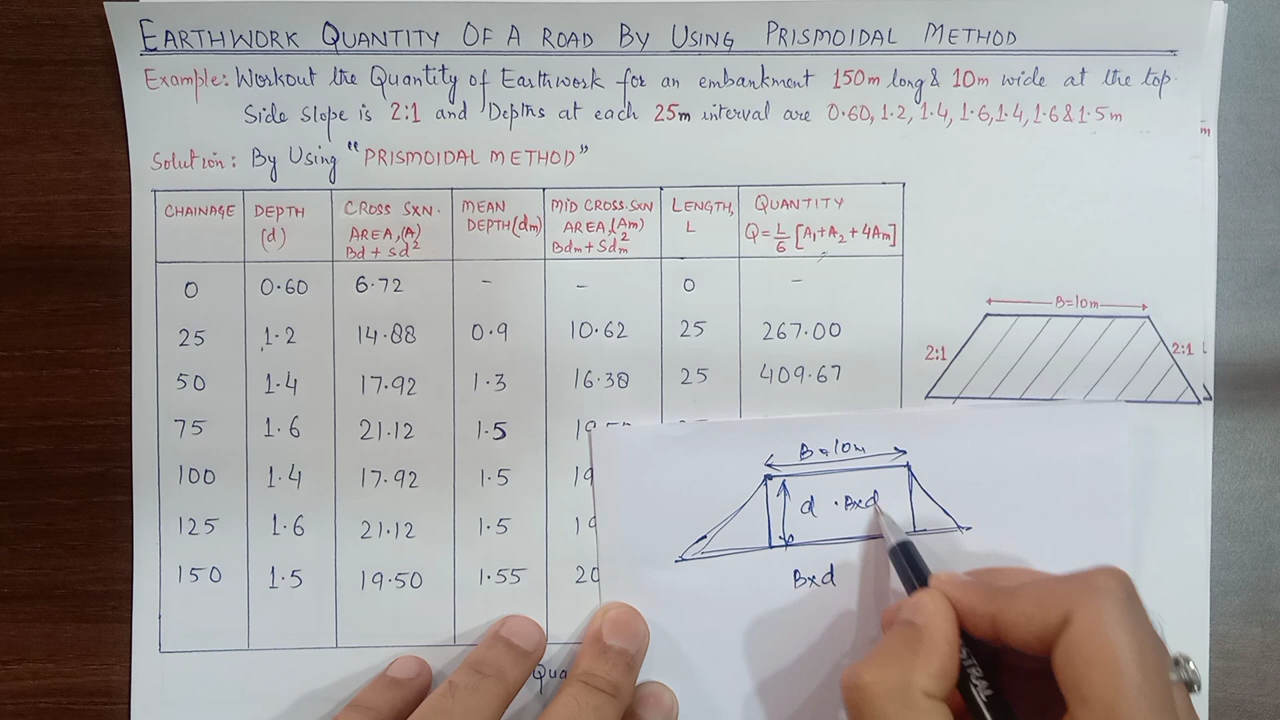 EARTHWORK QUANTITY OF A ROAD BY USING PRISMOIDAL METHOD
Example: Workout the Quantity of Earthwork for an embankment 150m long & 10m wide at the top.
Side slope is 2:1 and Depths at each 25m interval are 0.60, 1.2, 1.4, 1.6, 1.4, 1.6 & 1.5 m
Solution: By Using "PRISMOIDAL METHOD"
CHAINAGE DEPTH (d) CROSS SXN. AREA, (A) Bd + Sd² MEAN DEPTH (dm) MID CROSS. SXN AREA, (Am) Bdm + Sdm² LENGTH, L QUANTITY Q = L/6 [A₁+A₂+4Am]
0 0.60 6.72 - - 0 -
25 1.2 14.88 0.9 10.62 25 267.00
50 1.4 17.92 1.3 16.38 25 409.67
75 1.6 21.12 1.5
100 1.4 17.92 1.5
125 1.6 21.12 1.5
150 1.5 19.50 1.55
B=10m
2:1 2:1
B=10m
d . Bxd
Bxd